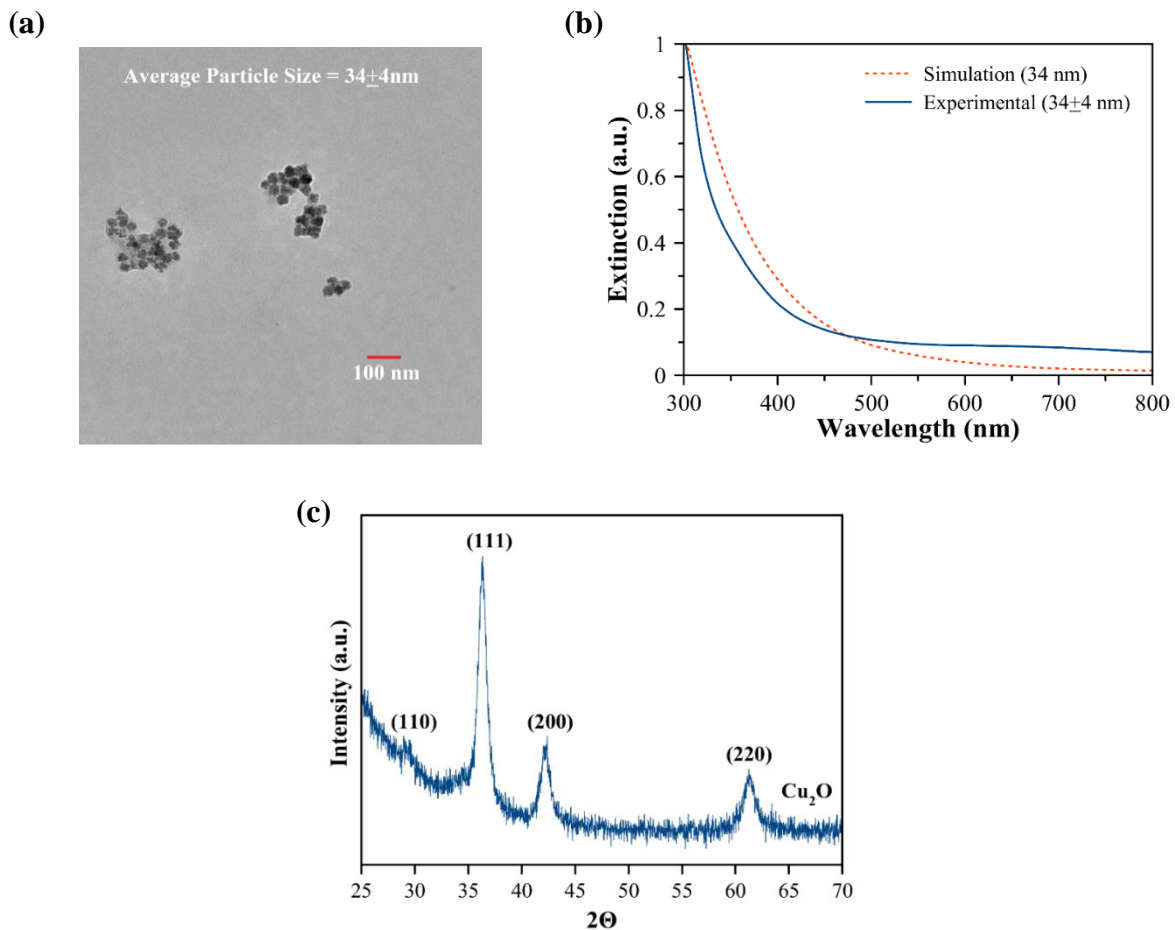 (a)
Average Particle Size = 34±4nm
100 nm
(b)
Extinction (a.u.)
1
0.8
0.6
0.4
0.2
0
Simulation (34 nm)
Experimental (34±4 nm)
300 400 500 600 700 800
Wavelength (nm)
(c)
Intensity (a.u.)
(110)
(111)
(200)
(220)
Cu₂O
25 30 35 40 45 50 55 60 65 70
2Θ